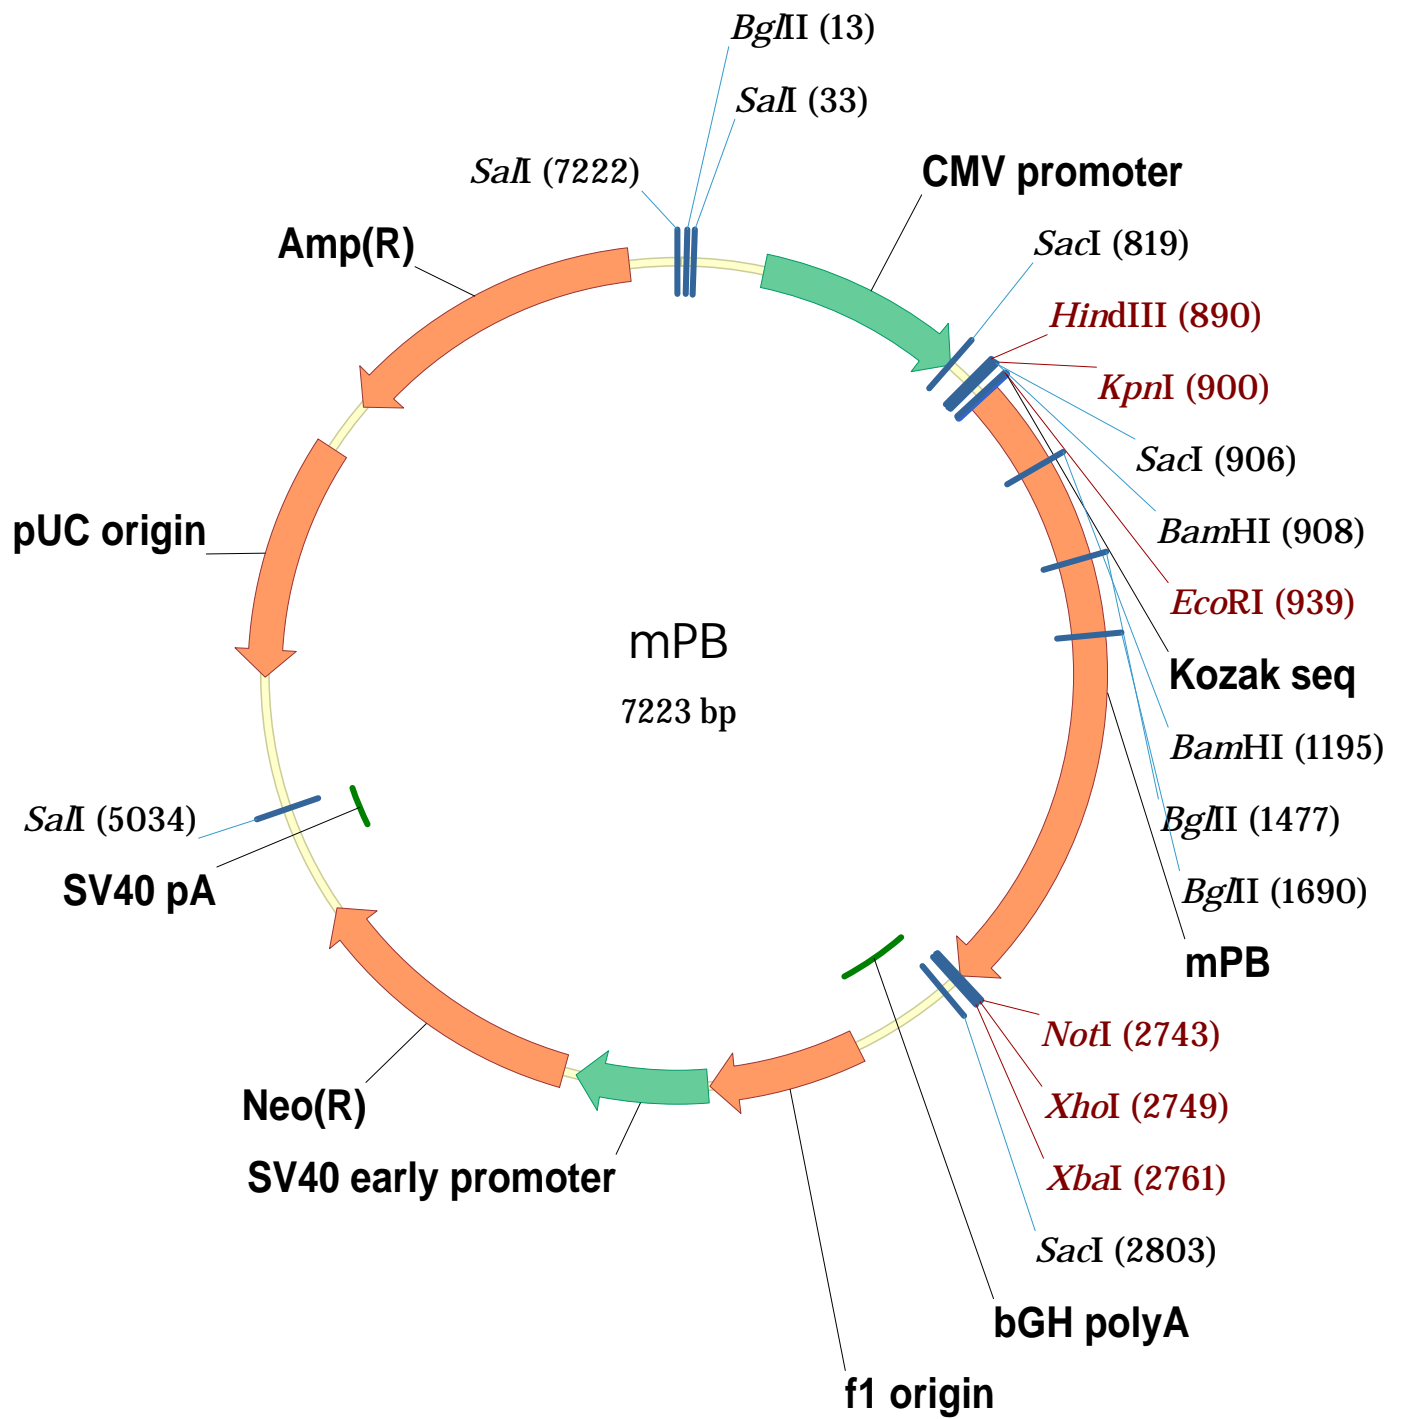 BglII (13)
SalI (33)
SalI (7222)
CMV promoter
Amp(R)
SacI (819)
HindIII (890)
KpnI (900)
SacI (906)
pUC origin
BamHI (908)
EcoRI (939)
mPB
7223 bp
Kozak seq
BamHI (1195)
SalI (5034)
BglII (1477)
SV40 pA
BglII (1690)
mPB
NotI (2743)
Neo(R)
XhoI (2749)
SV40 early promoter
XbaI (2761)
SacI (2803)
bGH polyA
f1 origin